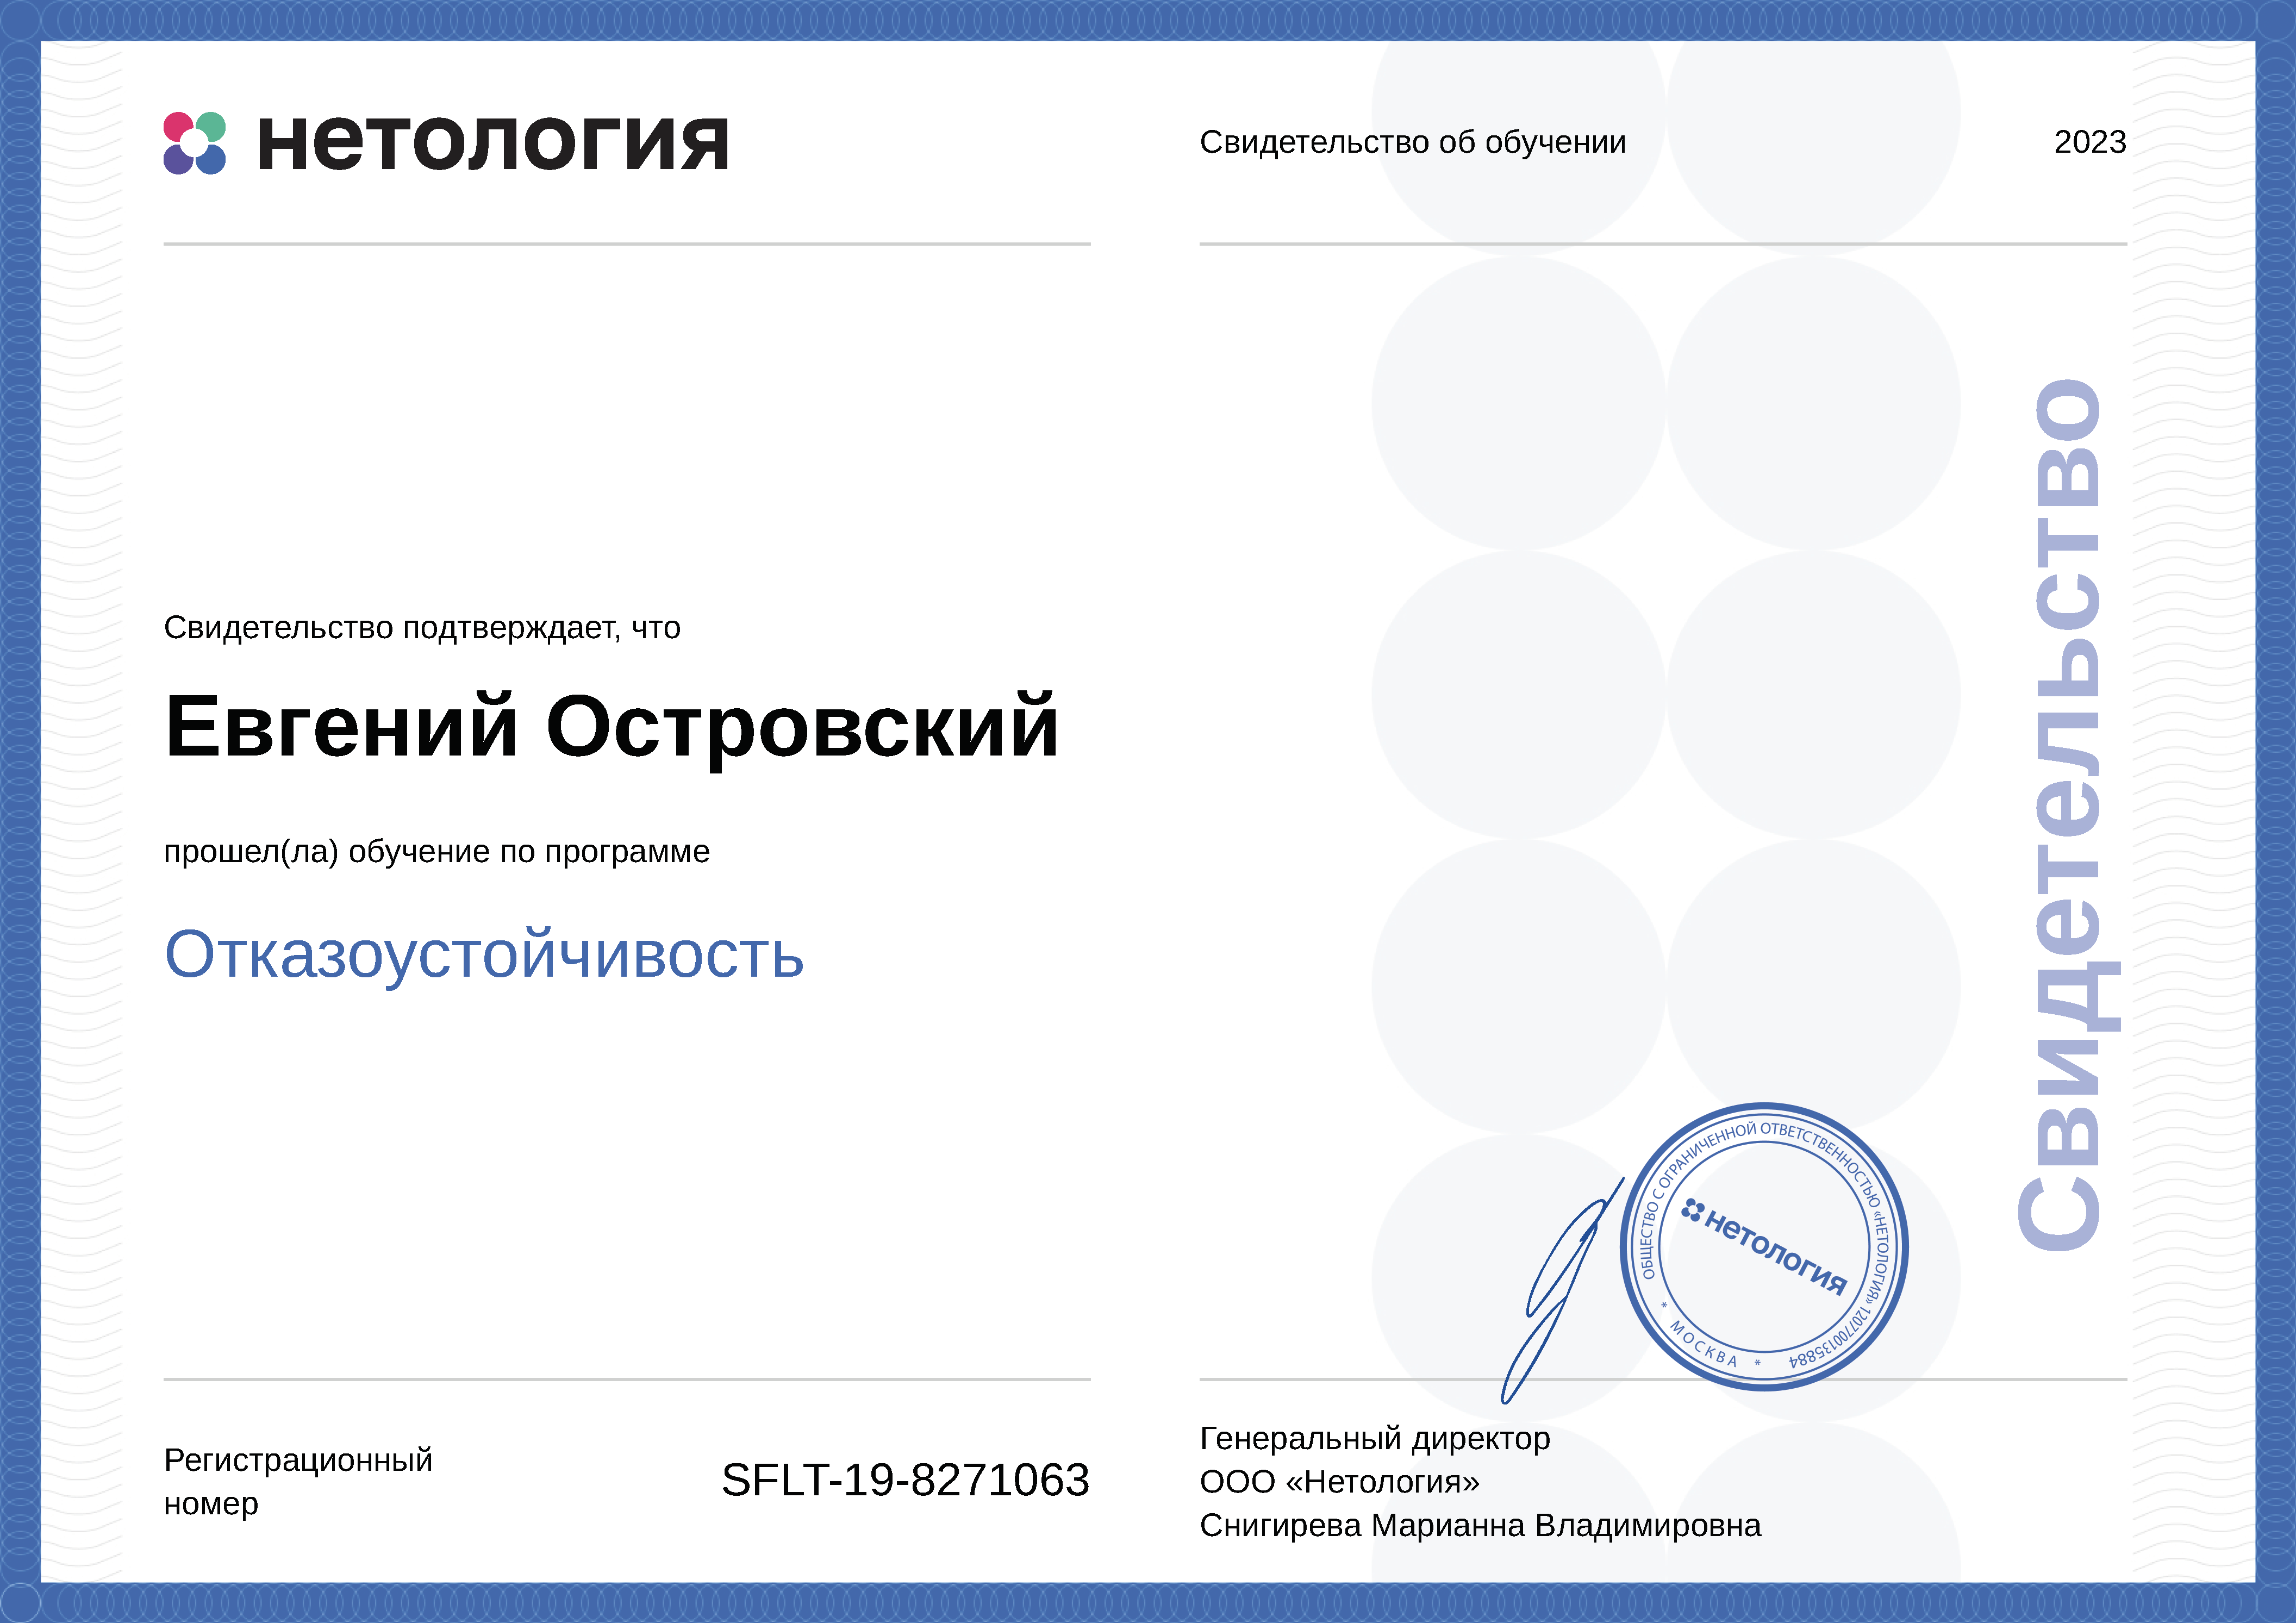 нетология
Свидетельство об обучении
2023
Свидетельство подтверждает, что
Евгений Островский
прошел(ла) обучение по программе
Отказоустойчивость
Свидетельство
ОБЩЕСТВО С ОГРАНИЧЕННОЙ ОТВЕТСТВЕННОСТЬЮ «НЕТОЛОГИЯ» 1207700135884
* МОСКВА *
нетология
Регистрационный
номер
SFLT-19-8271063
Генеральный директор
ООО «Нетология»
Снигирева Марианна Владимировна